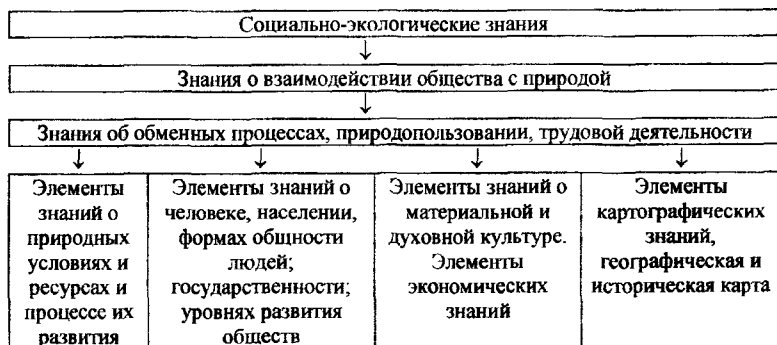 Социально-экологические знания
Знания о взаимодействии общества с природой
Знания об обменных процессах, природопользовании, трудовой деятельности
Элементы
знаний о
природных
условиях и
ресурсах и
процессе их
развития
Элементы знаний о
человеке, населении,
формах общности
людей;
государственности;
уровнях развития
обществ
Элементы знаний о
материальной и
духовной культуре.
Элементы
экономических
знаний
Элементы
картографических
знаний,
географическая и
историческая карта